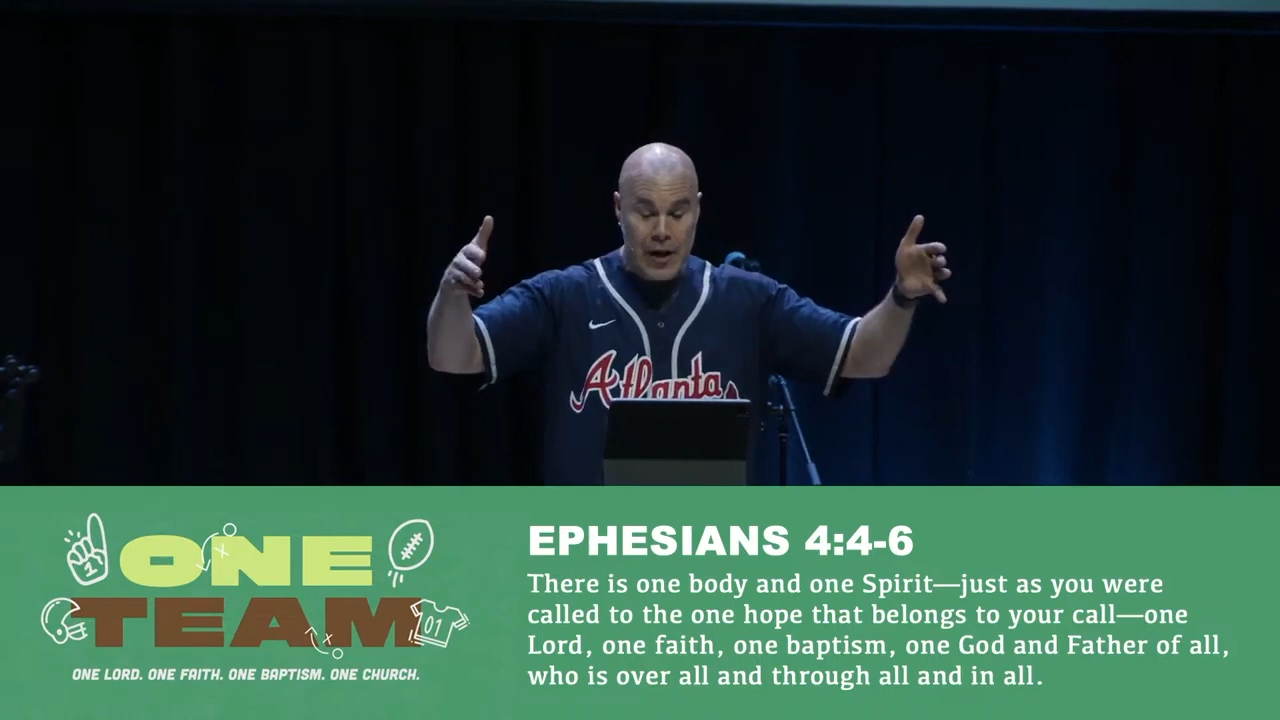 Atlanta
ONE
TEAM
1
01
ONE LORD. ONE FAITH. ONE BAPTISM. ONE CHURCH.
EPHESIANS 4:4-6
There is one body and one Spirit—just as you were
called to the one hope that belongs to your call—one
Lord, one faith, one baptism, one God and Father of all,
who is over all and through all and in all.